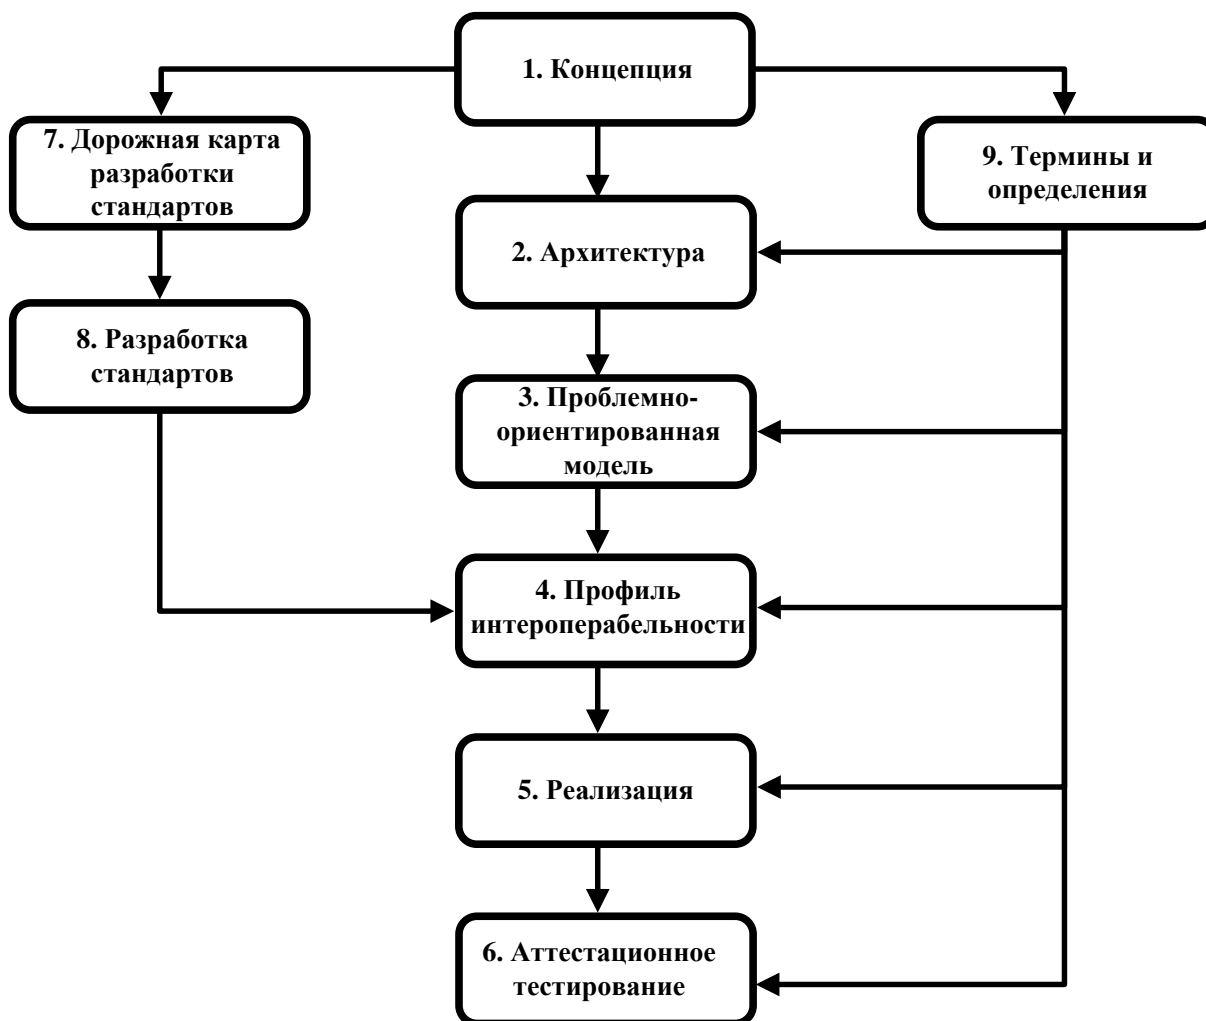 1. Концепция
7. Дорожная карта
разработки
стандартов
9. Термины и
определения
2. Архитектура
8. Разработка
стандартов
3. Проблемно-
ориентированная
модель
4. Профиль
интероперабельности
5. Реализация
6. Аттестационное
тестирование